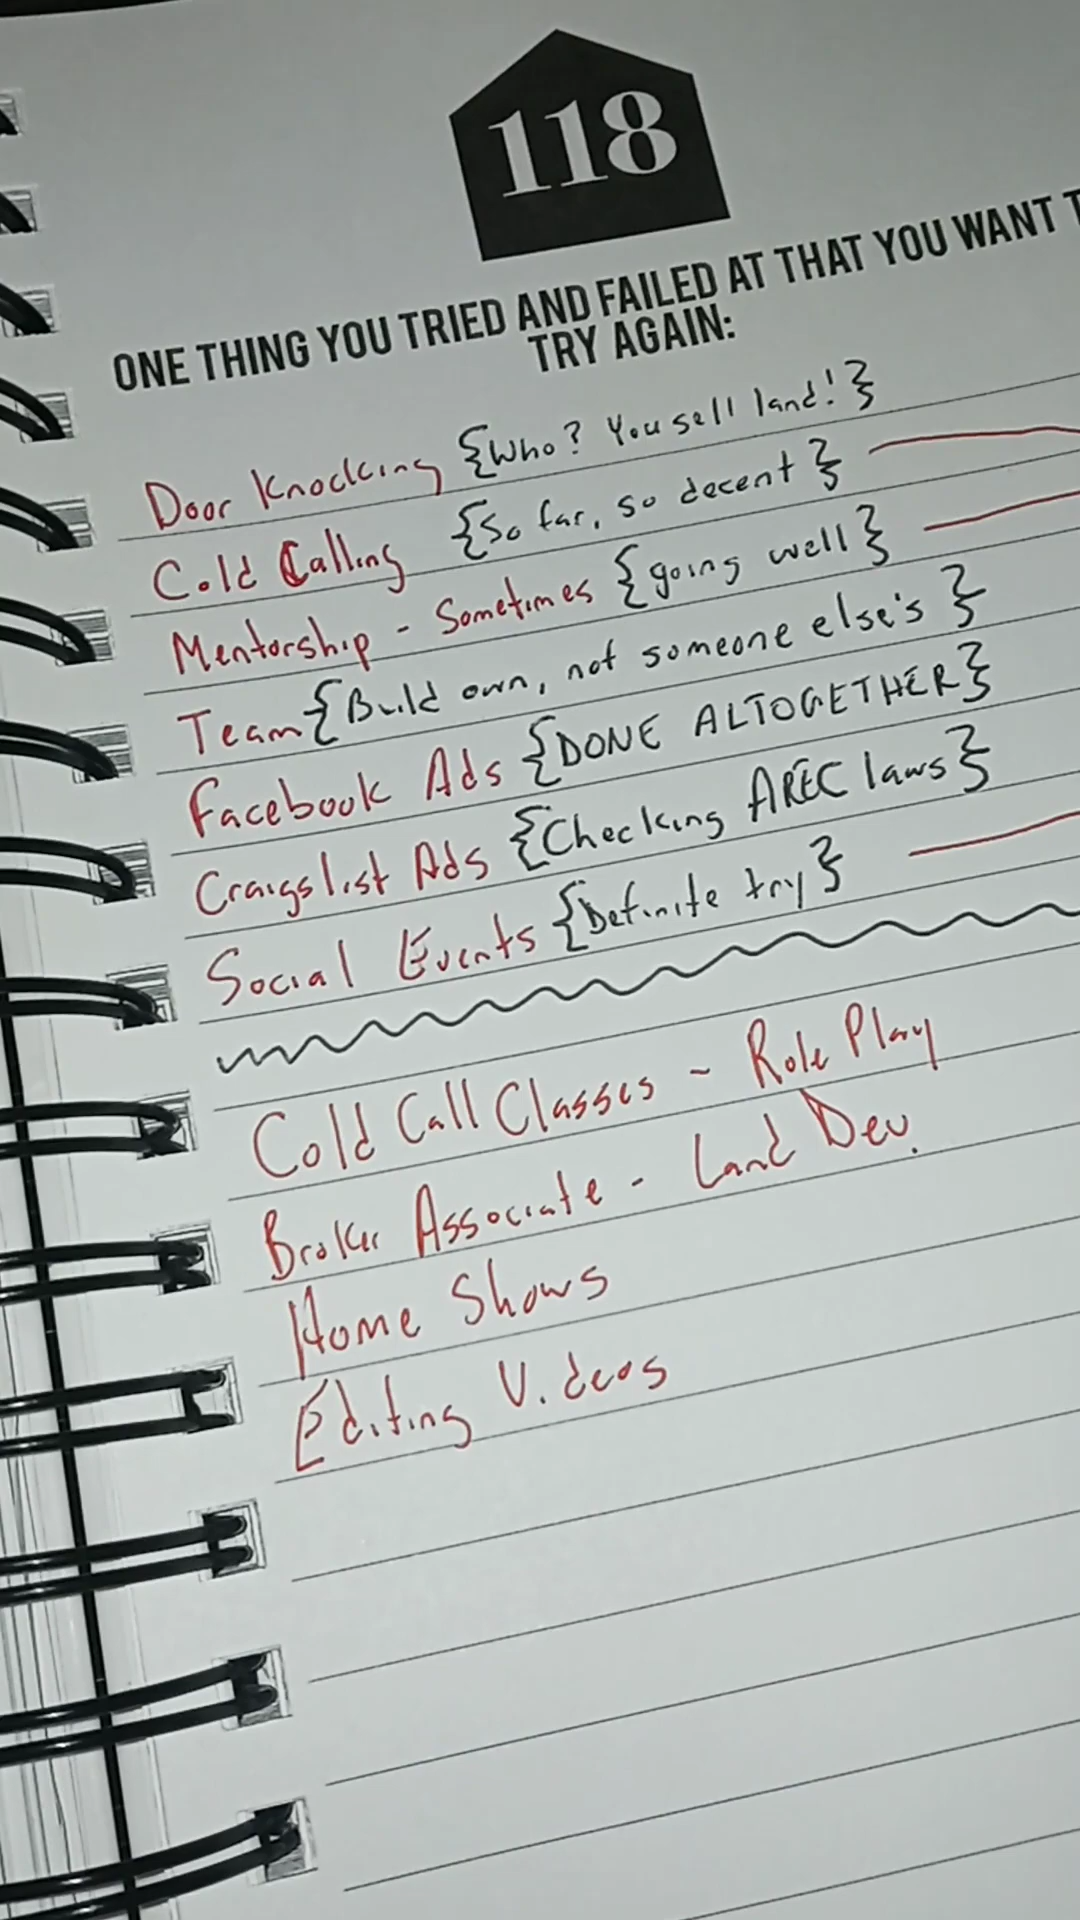 118
ONE THING YOU TRIED AND FAILED AT THAT YOU WANT T
TRY AGAIN:
Door Knocking {Who? You sell land!}
Cold Calling {So far, so decent}
Mentorship - Sometimes {going well}
Team {Build own, not someone else's}
Facebook Ads {DONE ALTOGETHER}
Craigslist Ads {Checking AREC laws}
Social Events {Definite try}
Cold Call Classes - Role Play
Broker Associate - Land Dev.
Home Shows
Editing Videos